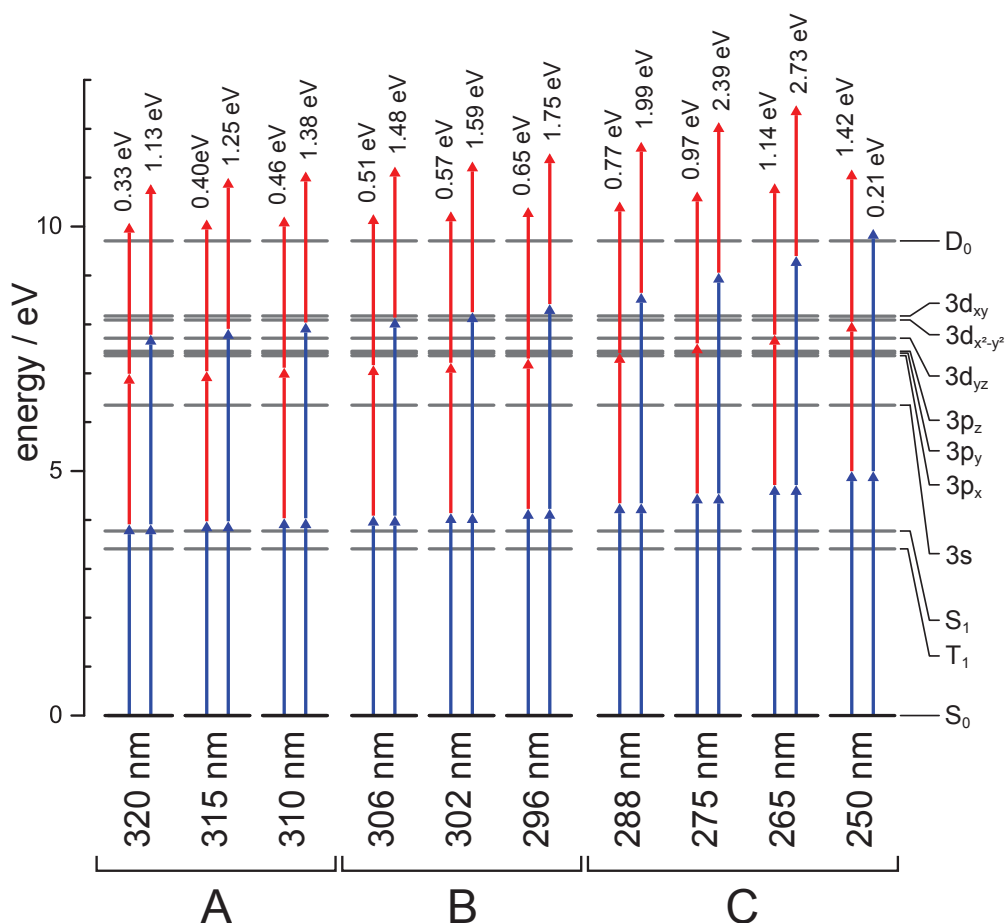 0.33 eV
1.13 eV
0.40eV
1.25 eV
0.46 eV
1.38 eV
0.51 eV
1.48 eV
0.57 eV
1.59 eV
0.65 eV
1.75 eV
0.77 eV
1.99 eV
0.97 eV
2.39 eV
1.14 eV
2.73 eV
1.42 eV
0.21 eV
energy / eV
10
5
0
D₀
3dxy
3dx²-y²
3dyz
3pz
3py
3px
3s
S₁
T₁
S₀
320 nm
315 nm
310 nm
306 nm
302 nm
296 nm
288 nm
275 nm
265 nm
250 nm
A
B
C